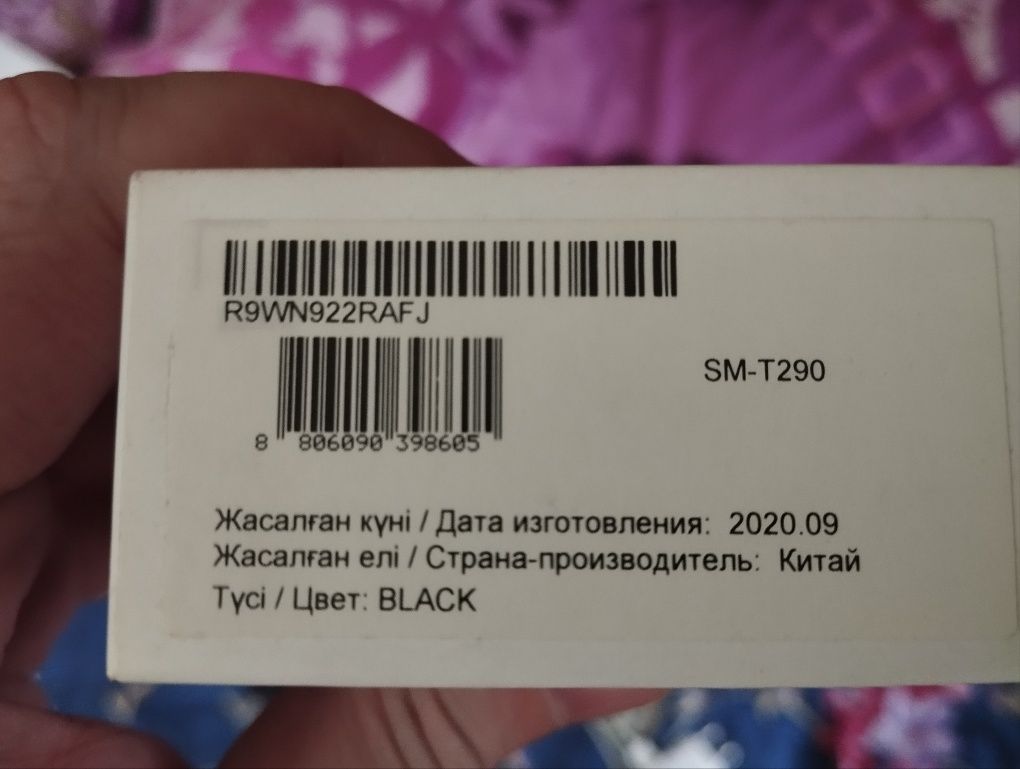 R9WN922RAFJ
SM-T290
8 806090 398605
Жасалған күні / Дата изготовления: 2020.09
Жасалған елі / Страна-производитель: Китай
Түсі / Цвет: BLACK